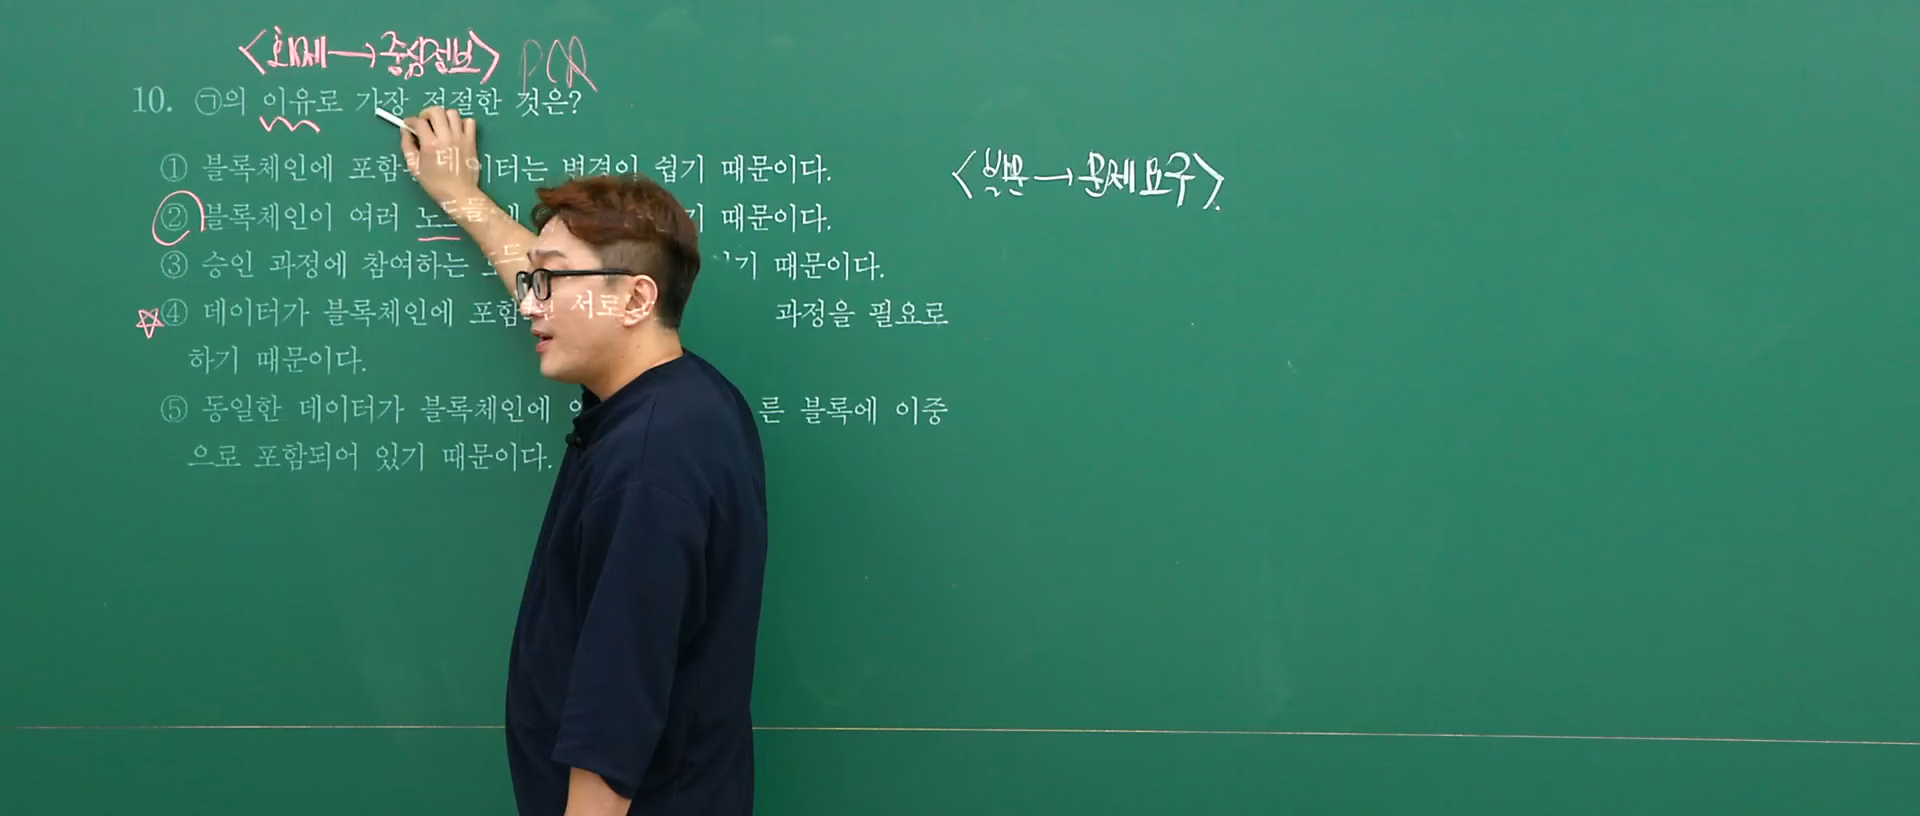 <화제→중심정보>
10. ㉠의 이유로 가장 적절한 것은?
① 블록체인에 포함된 데이터는 변경이 쉽기 때문이다.
<발문→문제요구>
② 블록체인이 여러 노드들에 기 때문이다.
③ 승인 과정에 참여하는 노드 기 때문이다.
④ 데이터가 블록체인에 포함 서로 과정을 필요로
하기 때문이다.
⑤ 동일한 데이터가 블록체인에 른 블록에 이중
으로 포함되어 있기 때문이다.